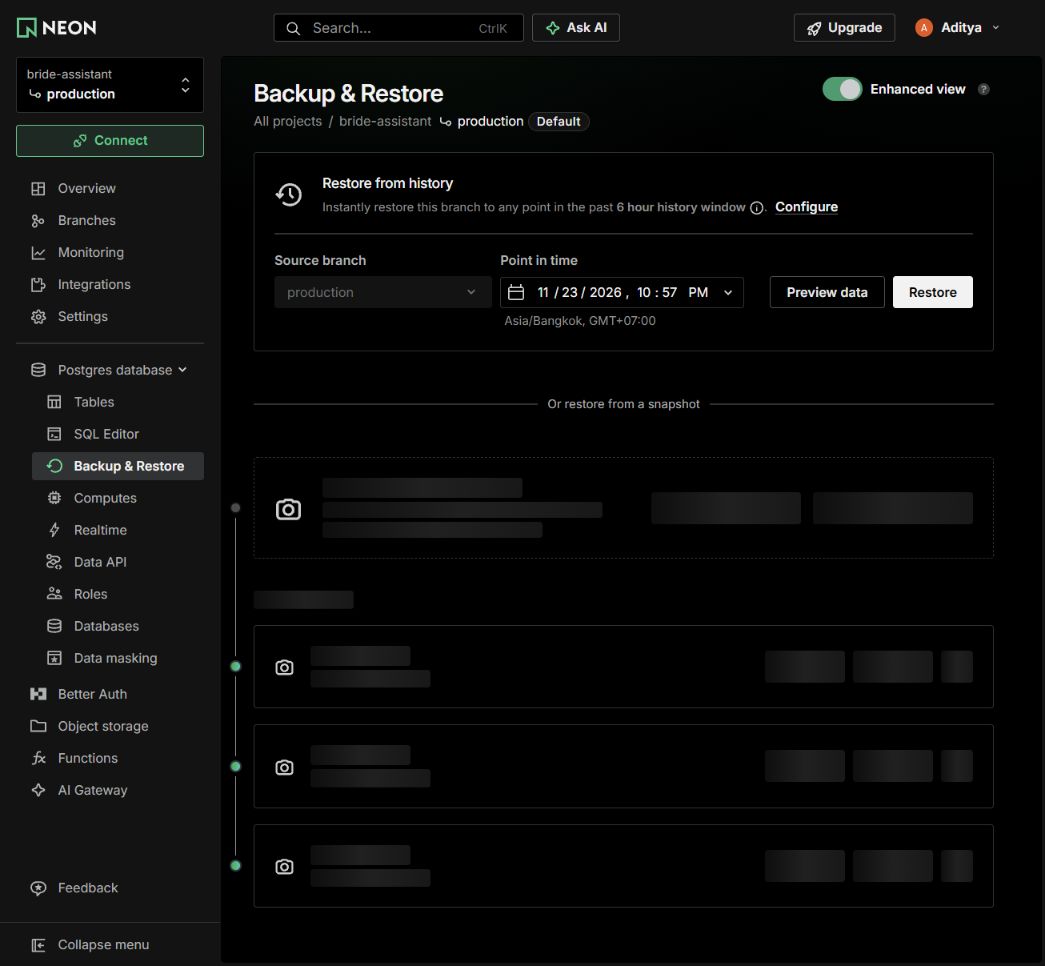 NEON
Search...
CtrlK
Ask AI
Upgrade
A
Aditya
bride-assistant
production
Connect
Overview
Branches
Monitoring
Integrations
Settings
Postgres database
Tables
SQL Editor
Backup & Restore
Computes
Realtime
Data API
Roles
Databases
Data masking
Better Auth
Object storage
Functions
AI Gateway
Feedback
Collapse menu
Backup & Restore
Enhanced view ?
All projects / bride-assistant production Default
Restore from history
Instantly restore this branch to any point in the past 6 hour history window . Configure
Source branch
production
Point in time
11 / 23 / 2026 , 10 : 57 PM
Asia/Bangkok, GMT+07:00
Preview data
Restore
Or restore from a snapshot